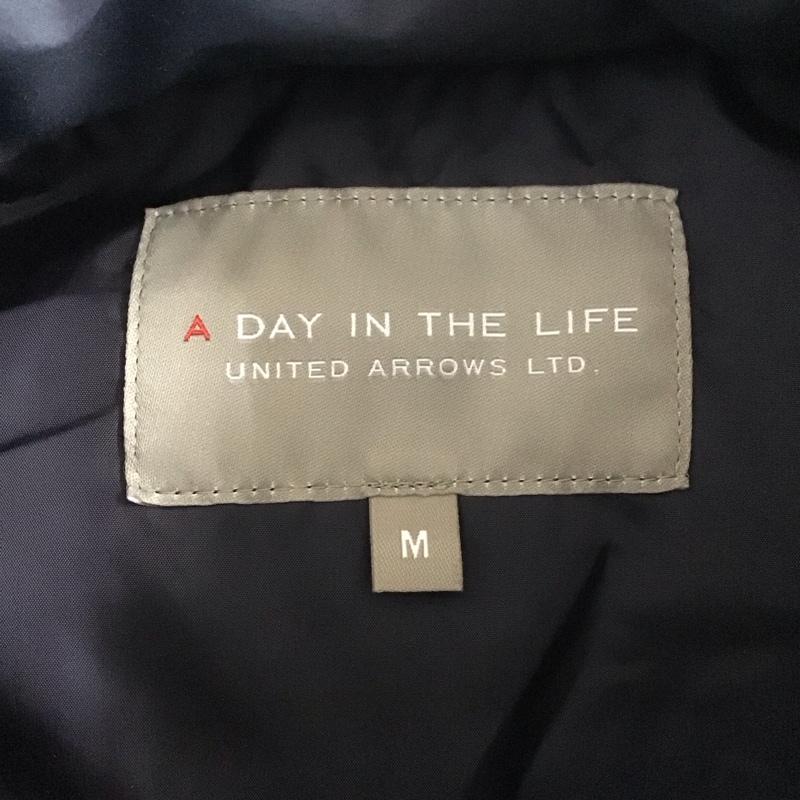 A DAY IN THE LIFE
UNITED ARROWS LTD.
M